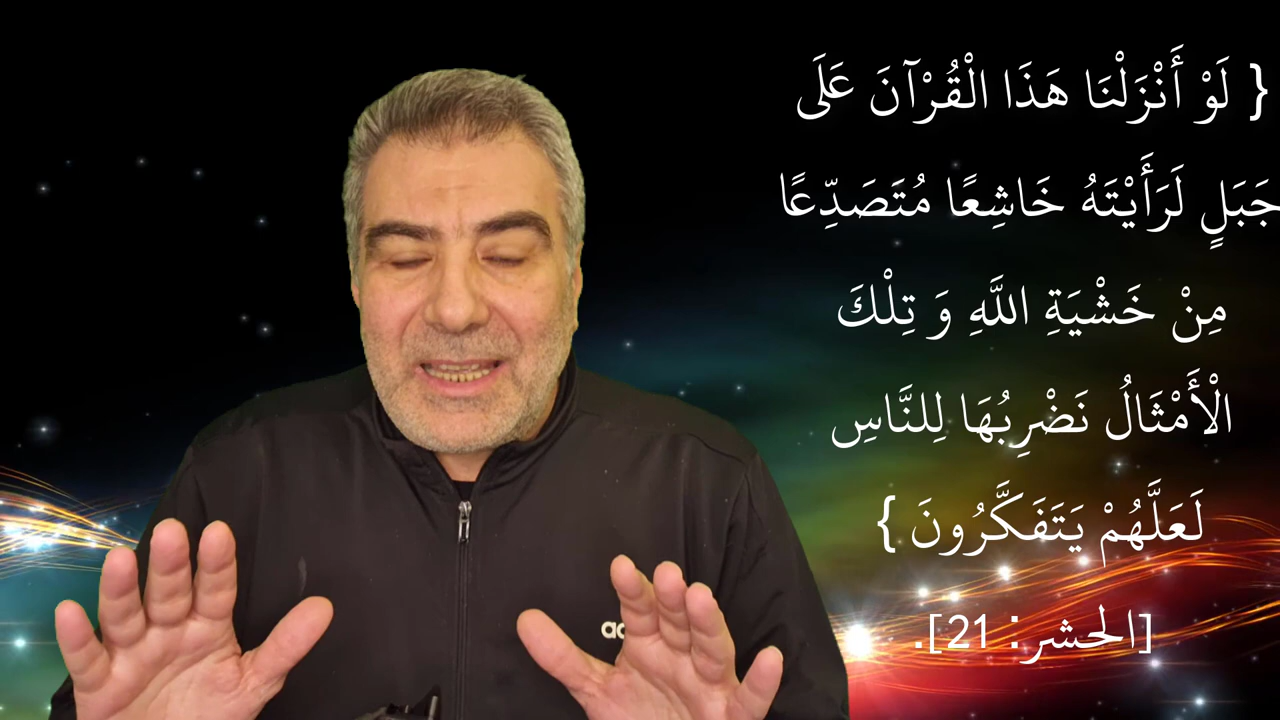 { لَوْ أَنْزَلْنَا هَذَا الْقُرْآنَ عَلَى
جَبَلٍ لَرَأَيْتَهُ خَاشِعًا مُتَصَدِّعًا
مِنْ خَشْيَةِ اللَّهِ وَ تِلْكَ
الْأَمْثَالُ نَضْرِبُهَا لِلنَّاسِ
لَعَلَّهُمْ يَتَفَكَّرُونَ }
[الحشر: 21].